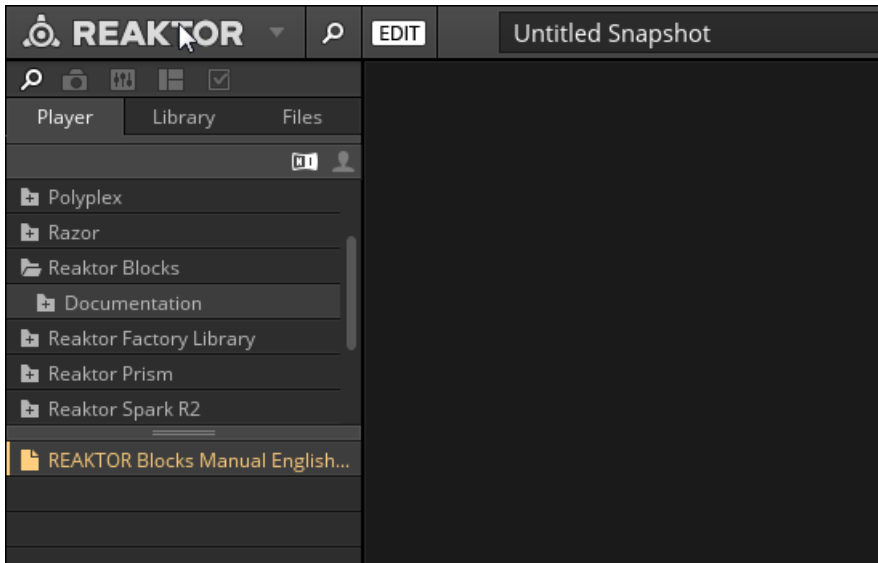 REAKTOR EDIT Untitled Snapshot
Player Library Files
Polyplex
Razor
Reaktor Blocks
Documentation
Reaktor Factory Library
Reaktor Prism
Reaktor Spark R2
REAKTOR Blocks Manual English...